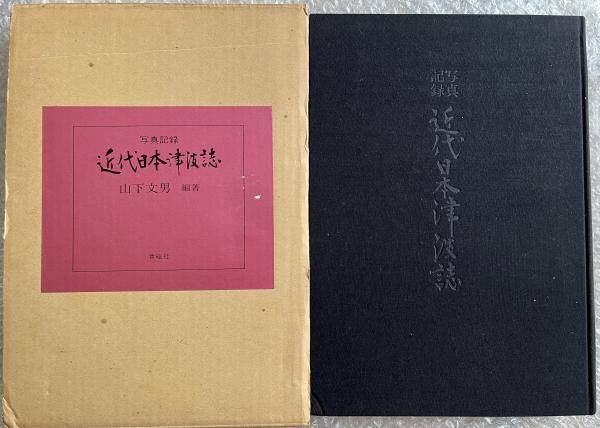 写真記録
近代日本津波誌
山下文男 編著
青磁社
写真
記録
近代日本津波誌